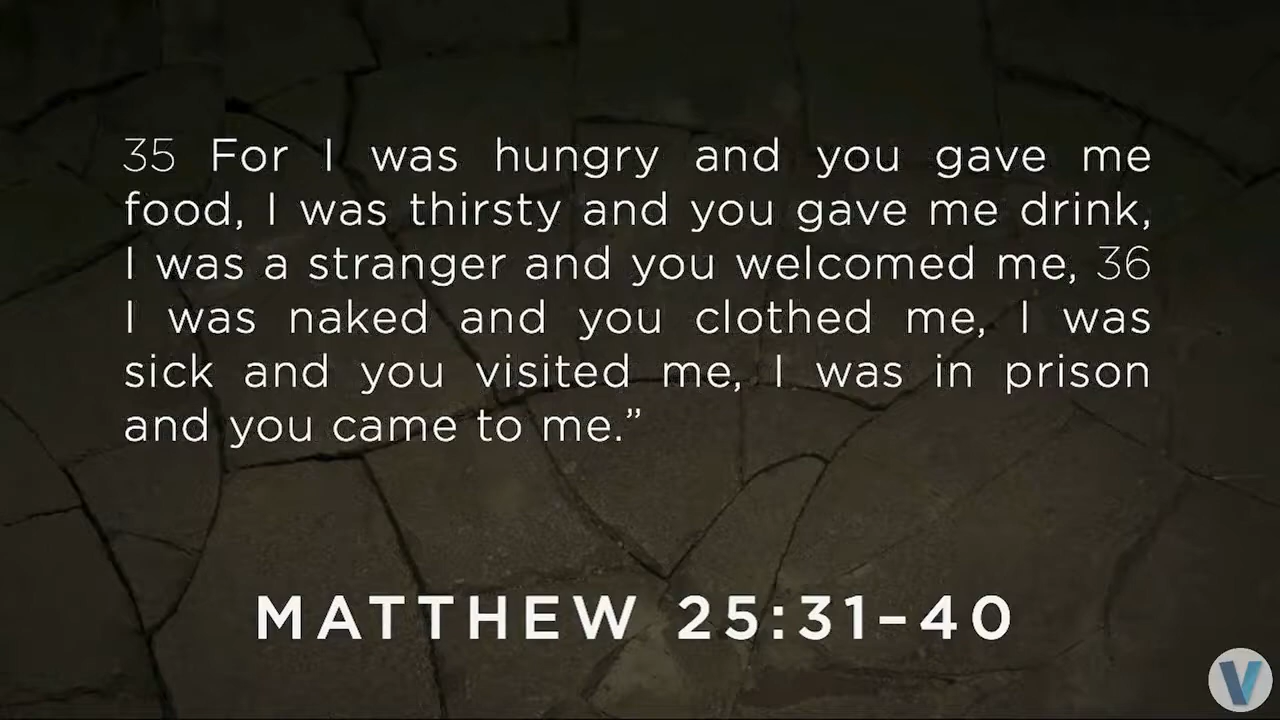 35 For I was hungry and you gave me
food, I was thirsty and you gave me drink,
I was a stranger and you welcomed me, 36
I was naked and you clothed me, I was
sick and you visited me, I was in prison
and you came to me.”
MATTHEW 25:31–40
V